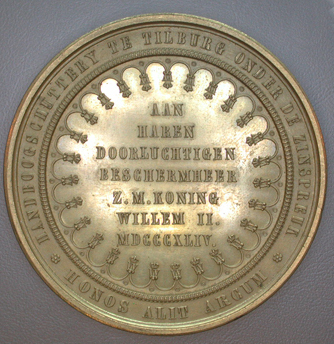 HANDBOOGSCHUTTERY TE TILBURG ONDER DE ZINSPREUK
HONOS ALIT ARCUM
AAN
HAREN
DOORLUCHTIGEN
BESCHERMHEER
Z. M. KONING
WILLEM II.
MDCCCXLIV.